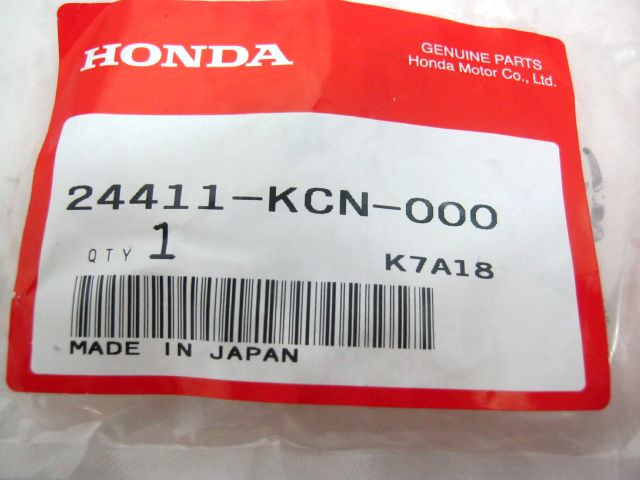 HONDA
GENUINE PARTS
Honda Motor Co., Ltd.
24411-KCN-000
QTY 1
K7A18
MADE IN JAPAN